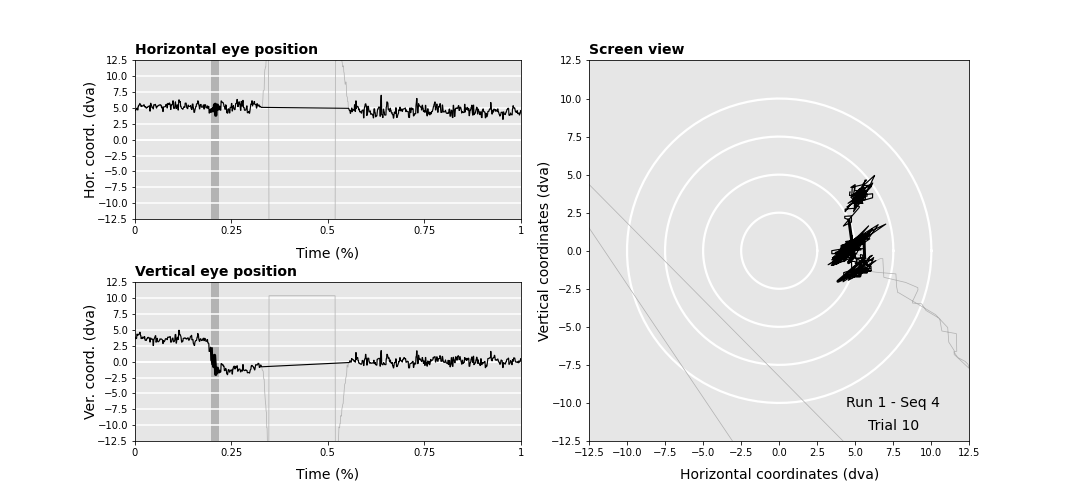 Horizontal eye position
12.5
10.0
7.5
5.0
2.5
0.0
−2.5
−5.0
−7.5
−10.0
−12.5
Hor. coord. (dva)
0 0.25 0.5 0.75 1
Time (%)
Vertical eye position
12.5
10.0
7.5
5.0
2.5
0.0
−2.5
−5.0
−7.5
−10.0
−12.5
Ver. coord. (dva)
0 0.25 0.5 0.75 1
Time (%)
Screen view
12.5
10.0
7.5
5.0
2.5
0.0
−2.5
−5.0
−7.5
−10.0
−12.5
Vertical coordinates (dva)
Run 1 - Seq 4
Trial 10
−12.5 −10.0 −7.5 −5.0 −2.5 0.0 2.5 5.0 7.5 10.0 12.5
Horizontal coordinates (dva)